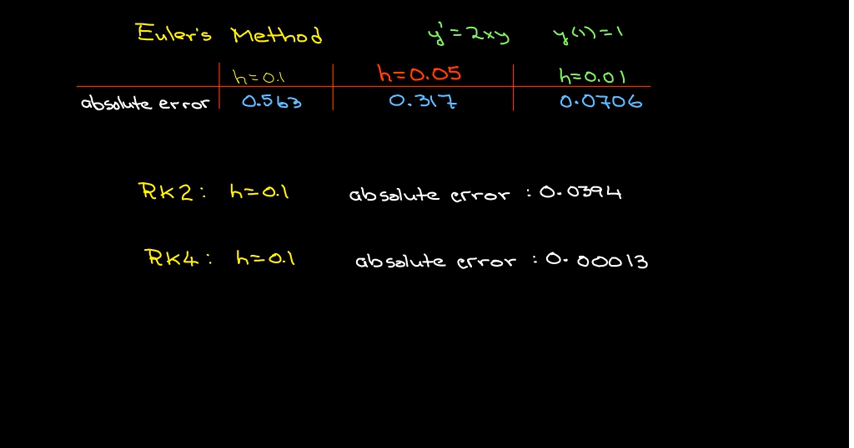 Euler's Method y' = 2xy y(1) = 1
h=0.1 h=0.05 h=0.01
absolute error 0.563 0.317 0.0706
RK2: h=0.1 absolute error : 0.0394
RK4: h=0.1 absolute error : 0.00013